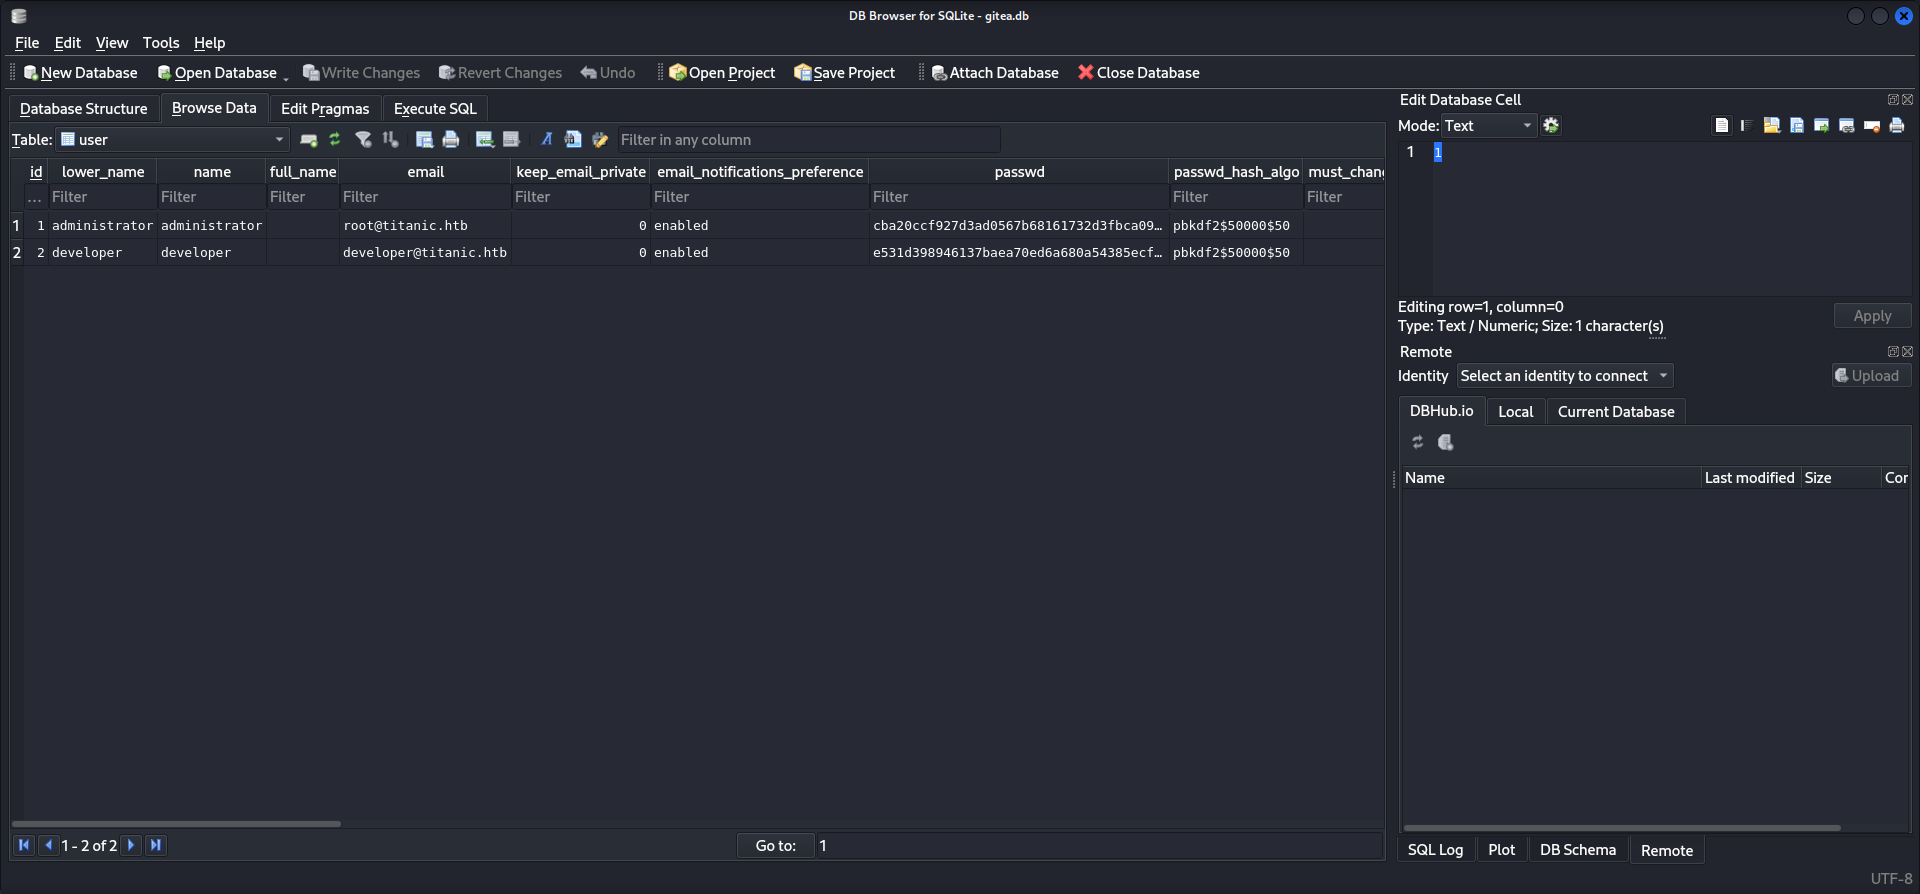 DB Browser for SQLite - gitea.db
File Edit View Tools Help
New Database Open Database Write Changes Revert Changes Undo Open Project Save Project Attach Database Close Database
Database Structure Browse Data Edit Pragmas Execute SQL
Table: user Filter in any column
id lower_name name full_name email keep_email_private email_notifications_preference passwd passwd_hash_algo must_chang
... Filter Filter Filter Filter Filter Filter Filter Filter Filter
1 1 administrator administrator root@titanic.htb 0 enabled cba20ccf927d3ad0567b68161732d3fbca09… pbkdf2$50000$50
2 2 developer developer developer@titanic.htb 0 enabled e531d398946137baea70ed6a680a54385ecf… pbkdf2$50000$50
1 - 2 of 2 Go to: 1
Edit Database Cell
Mode: Text
1 1
Editing row=1, column=0
Type: Text / Numeric; Size: 1 character(s)
Apply
Remote
Identity Select an identity to connect Upload
DBHub.io Local Current Database
Name Last modified Size Cor
SQL Log Plot DB Schema Remote
UTF-8